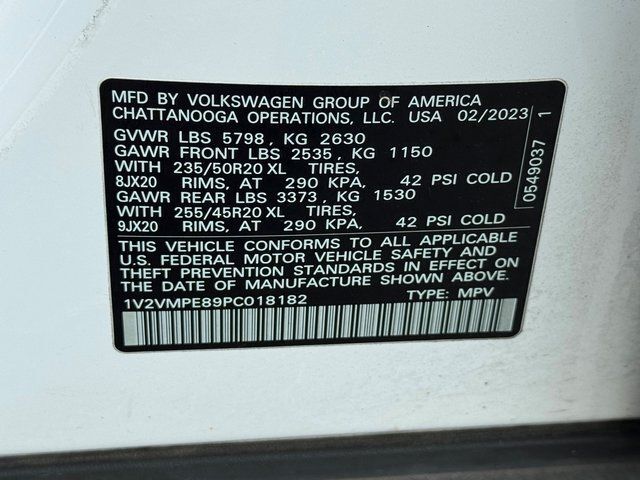 MFD BY VOLKSWAGEN GROUP OF AMERICA
CHATTANOOGA OPERATIONS, LLC. USA 02/2023
GVWR LBS 5798, KG 2630
GAWR FRONT LBS 2535, KG 1150
WITH 235/50R20 XL TIRES,
8JX20 RIMS, AT 290 KPA, 42 PSI COLD
GAWR REAR LBS 3373, KG 1530
WITH 255/45R20 XL TIRES,
9JX20 RIMS, AT 290 KPA, 42 PSI COLD
THIS VEHICLE CONFORMS TO ALL APPLICABLE
U.S. FEDERAL MOTOR VEHICLE SAFETY AND
THEFT PREVENTION STANDARDS IN EFFECT ON
THE DATE OF MANUFACTURE SHOWN ABOVE.
1V2VMPE89PC018182 TYPE: MPV
0549037 1